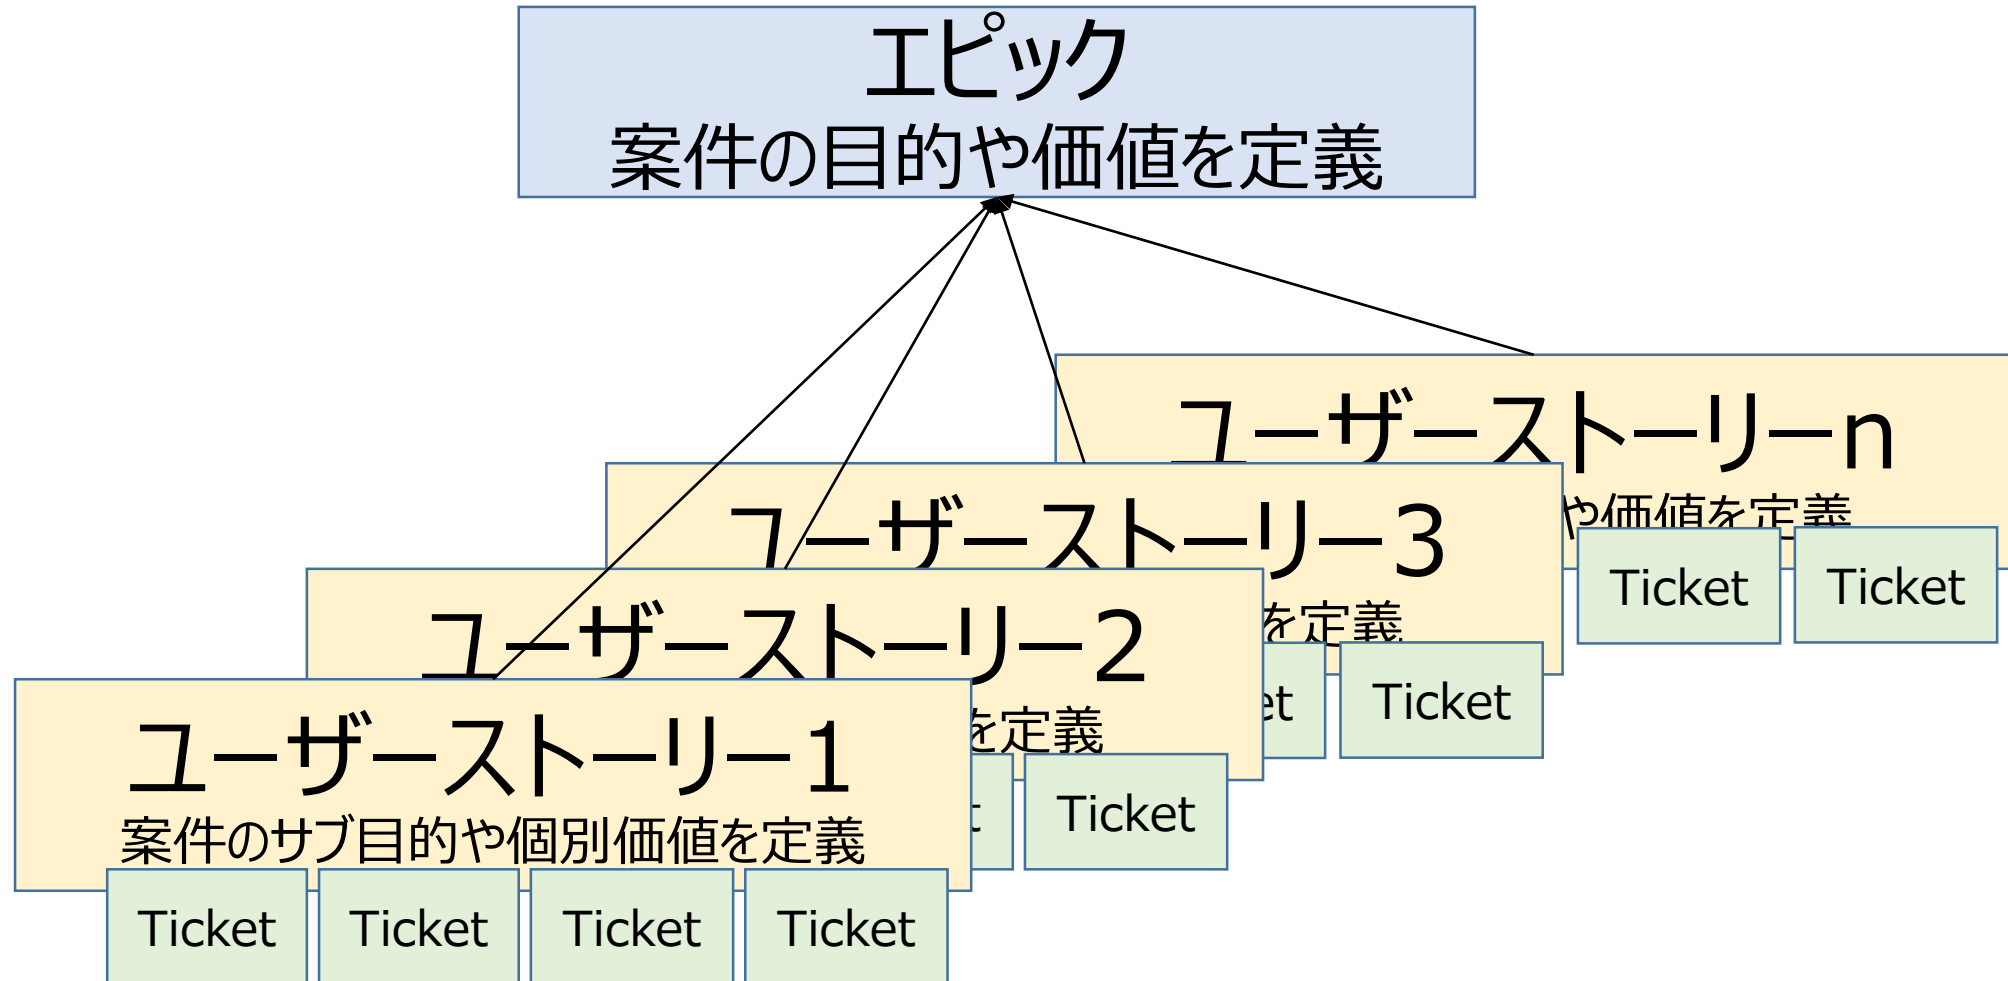 エピック
案件の目的や価値を定義
ユーザーストーリーn
や価値を定義
Ticket
Ticket
ユーザーストーリー3
を定義
Ticket
ユーザーストーリー2
を定義
Ticket
ユーザーストーリー1
案件のサブ目的や個別価値を定義
Ticket
Ticket
Ticket
Ticket